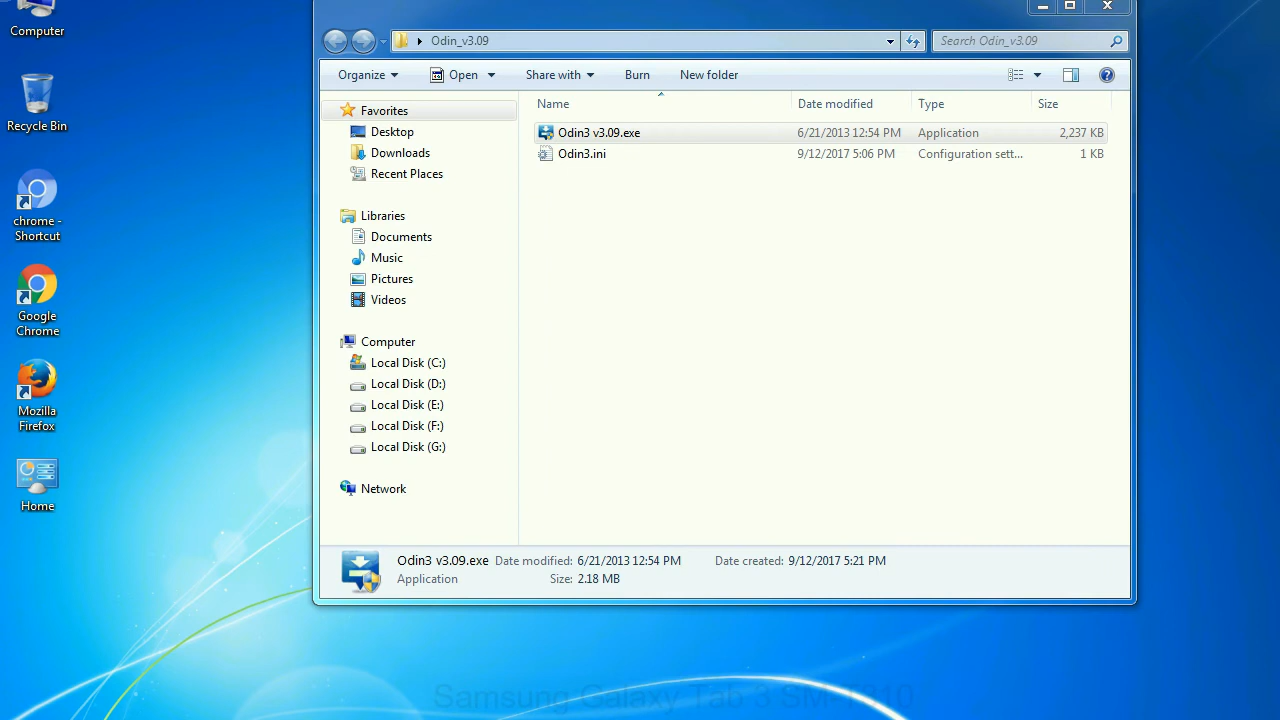 Computer
Recycle Bin
chrome -
Shortcut
Google
Chrome
Mozilla
Firefox
Home
Odin_v3.09
Search Odin_v3.09
Organize Open Share with Burn New folder
Name Date modified Type Size
Odin3 v3.09.exe 6/21/2013 12:54 PM Application 2,237 KB
Odin3.ini 9/12/2017 5:06 PM Configuration sett... 1 KB
Favorites
Desktop
Downloads
Recent Places
Libraries
Documents
Music
Pictures
Videos
Computer
Local Disk (C:)
Local Disk (D:)
Local Disk (E:)
Local Disk (F:)
Local Disk (G:)
Network
Odin3 v3.09.exe Date modified: 6/21/2013 12:54 PM Date created: 9/12/2017 5:21 PM
Application Size: 2.18 MB
Samsung Galaxy Tab 3